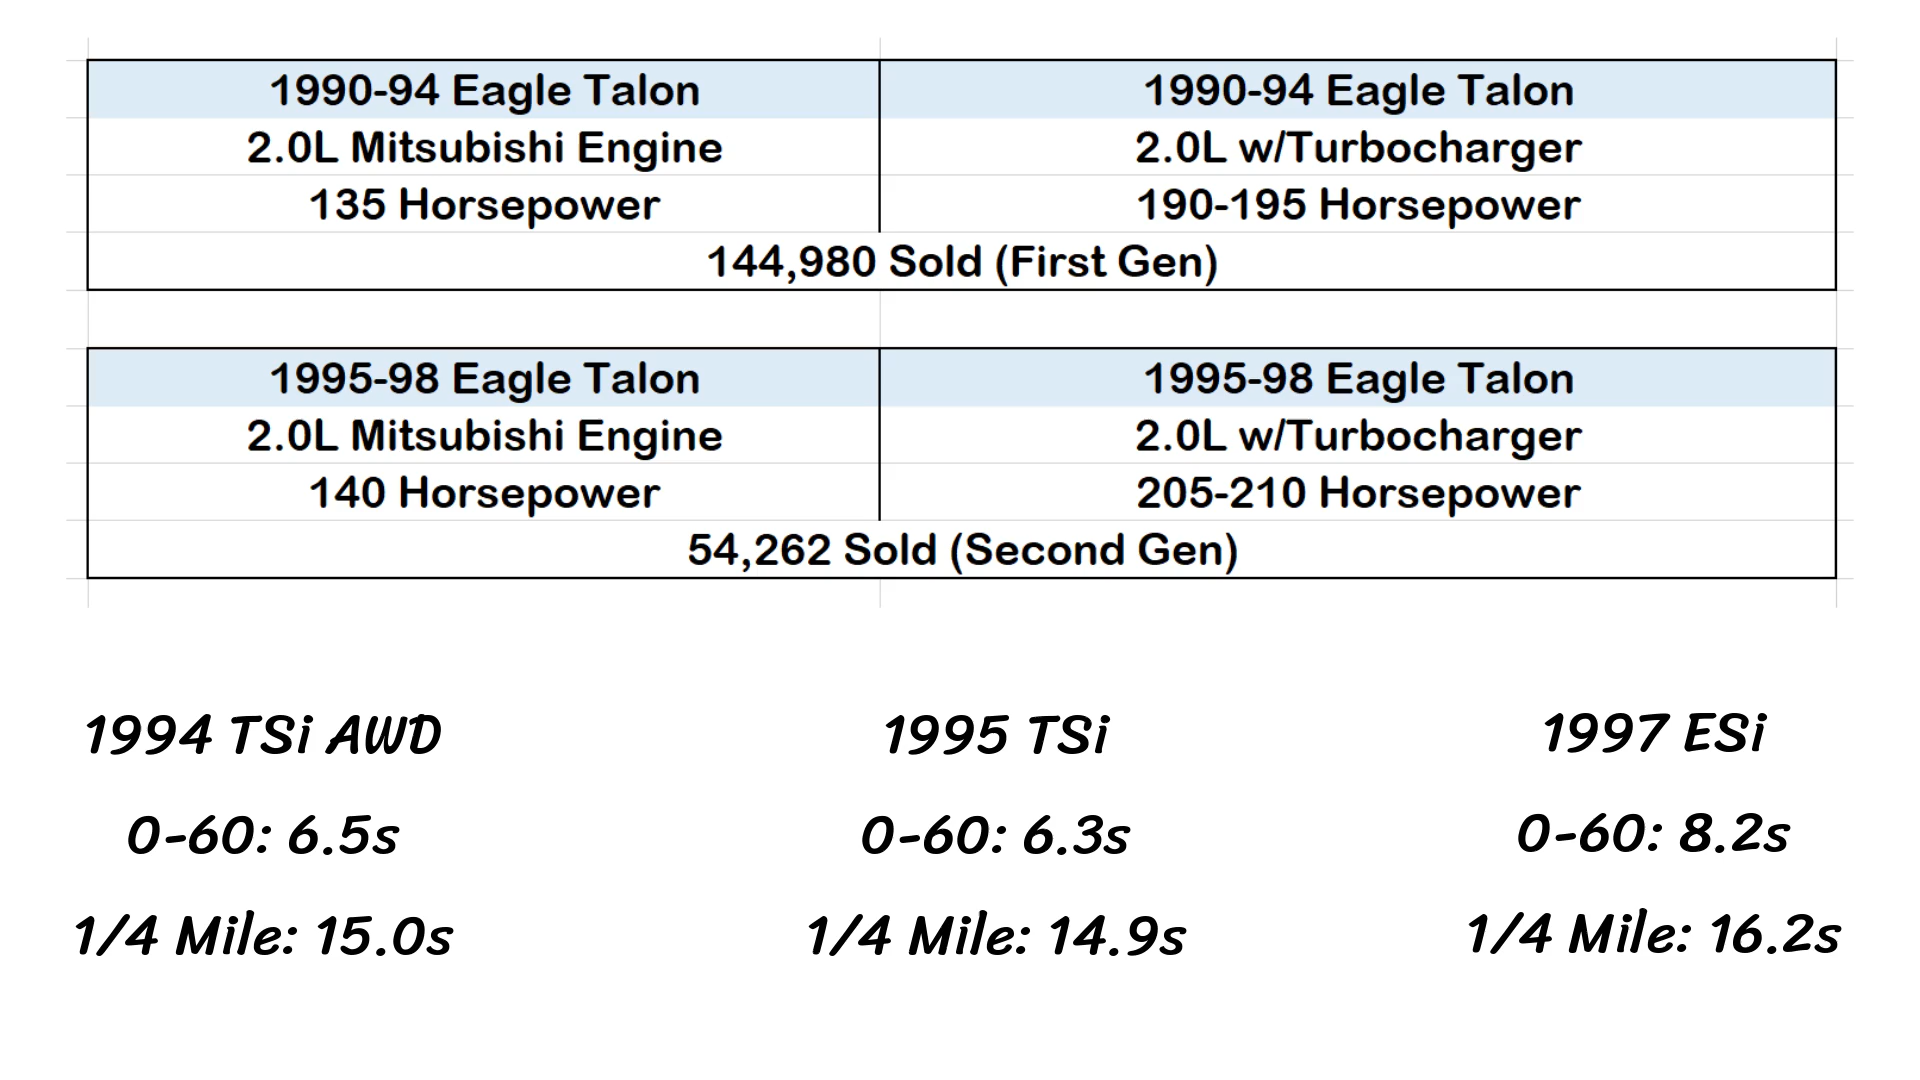 1990-94 Eagle Talon 1990-94 Eagle Talon
2.0L Mitsubishi Engine 2.0L w/Turbocharger
135 Horsepower 190-195 Horsepower
144,980 Sold (First Gen)
1995-98 Eagle Talon 1995-98 Eagle Talon
2.0L Mitsubishi Engine 2.0L w/Turbocharger
140 Horsepower 205-210 Horsepower
54,262 Sold (Second Gen)
1994 TSi AWD
0-60: 6.5s
1/4 Mile: 15.0s
1995 TSi
0-60: 6.3s
1/4 Mile: 14.9s
1997 ESi
0-60: 8.2s
1/4 Mile: 16.2s